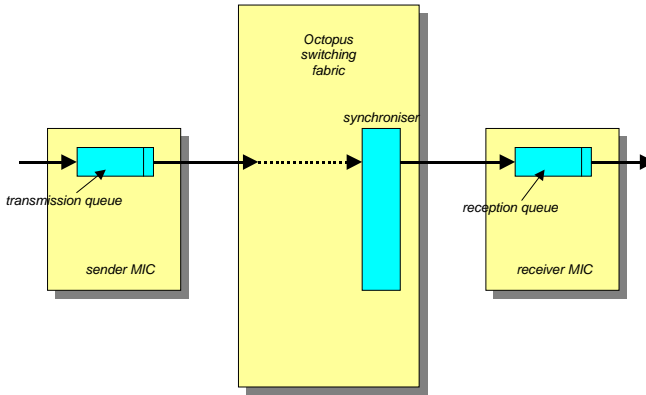 Octopus
switching
fabric
synchroniser
transmission queue
reception queue
sender MIC
receiver MIC